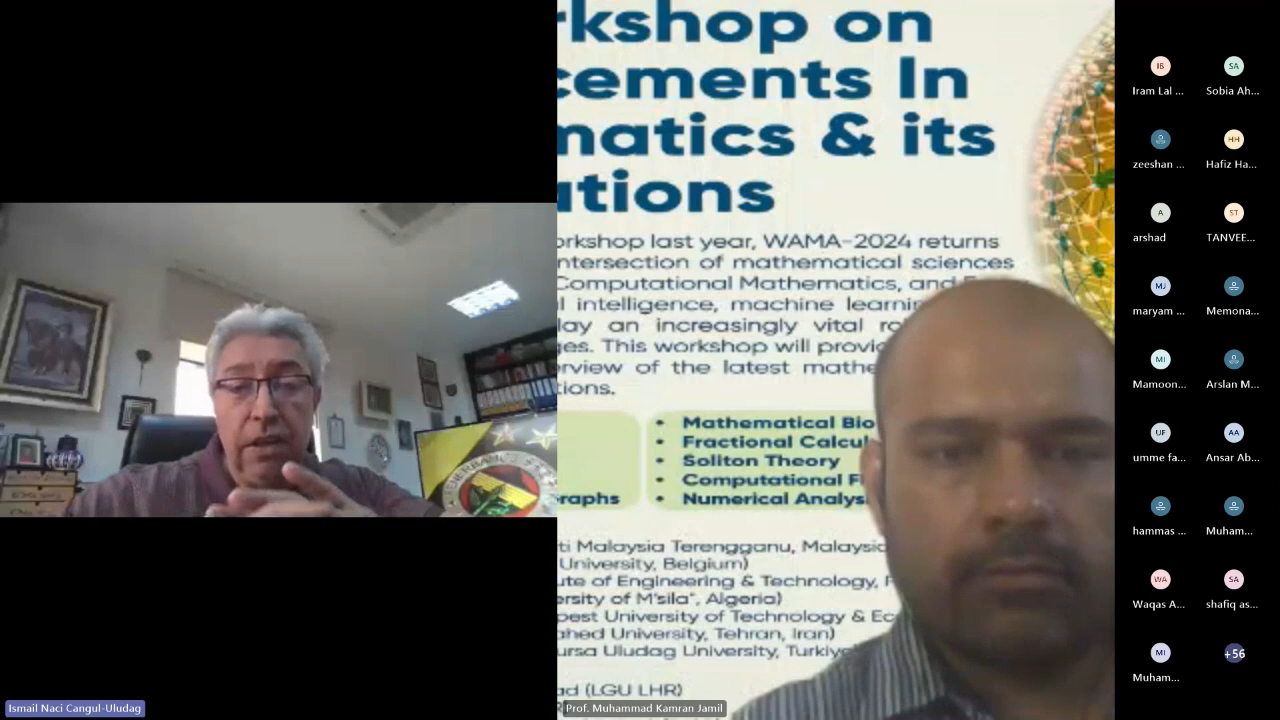 rkshop on
cements In
matics & its
ations
orkshop last year, WAMA-2024 returns
ntersection of mathematical sciences
Computational Mathematics, and
l intelligence, machine learnin
lay an increasingly vital ro
ges. This workshop will provi
rview of the latest mathe
tions.
raphs
• Mathematical Bio
• Fractional Calcul
• Soliton Theory
• Computational F
• Numerical Analys
ti Malaysia Terengganu, Malaysia
University, Belgium)
ute of Engineering & Technology,
ersity of M'sila", Algeria)
pest University of Technology & Ec
ahed University, Tehran, Iran)
ursa Uludag University, Turkiye
ad (LGU LHR)
Ismail Naci Cangul-Uludag
Prof. Muhammad Kamran Jamil
IB
Iram Lal ...
SA
Sobia Ah...
zeeshan ...
HH
Hafiz Ha...
A
arshad
ST
TANVEE...
MJ
maryam ...
Memona...
MI
Mamoon...
Arslan M...
UF
umme fa...
AA
Ansar Ab...
hammas ...
Muham...
WA
Waqas A...
SA
shafiq as...
MI
Muham...
+56